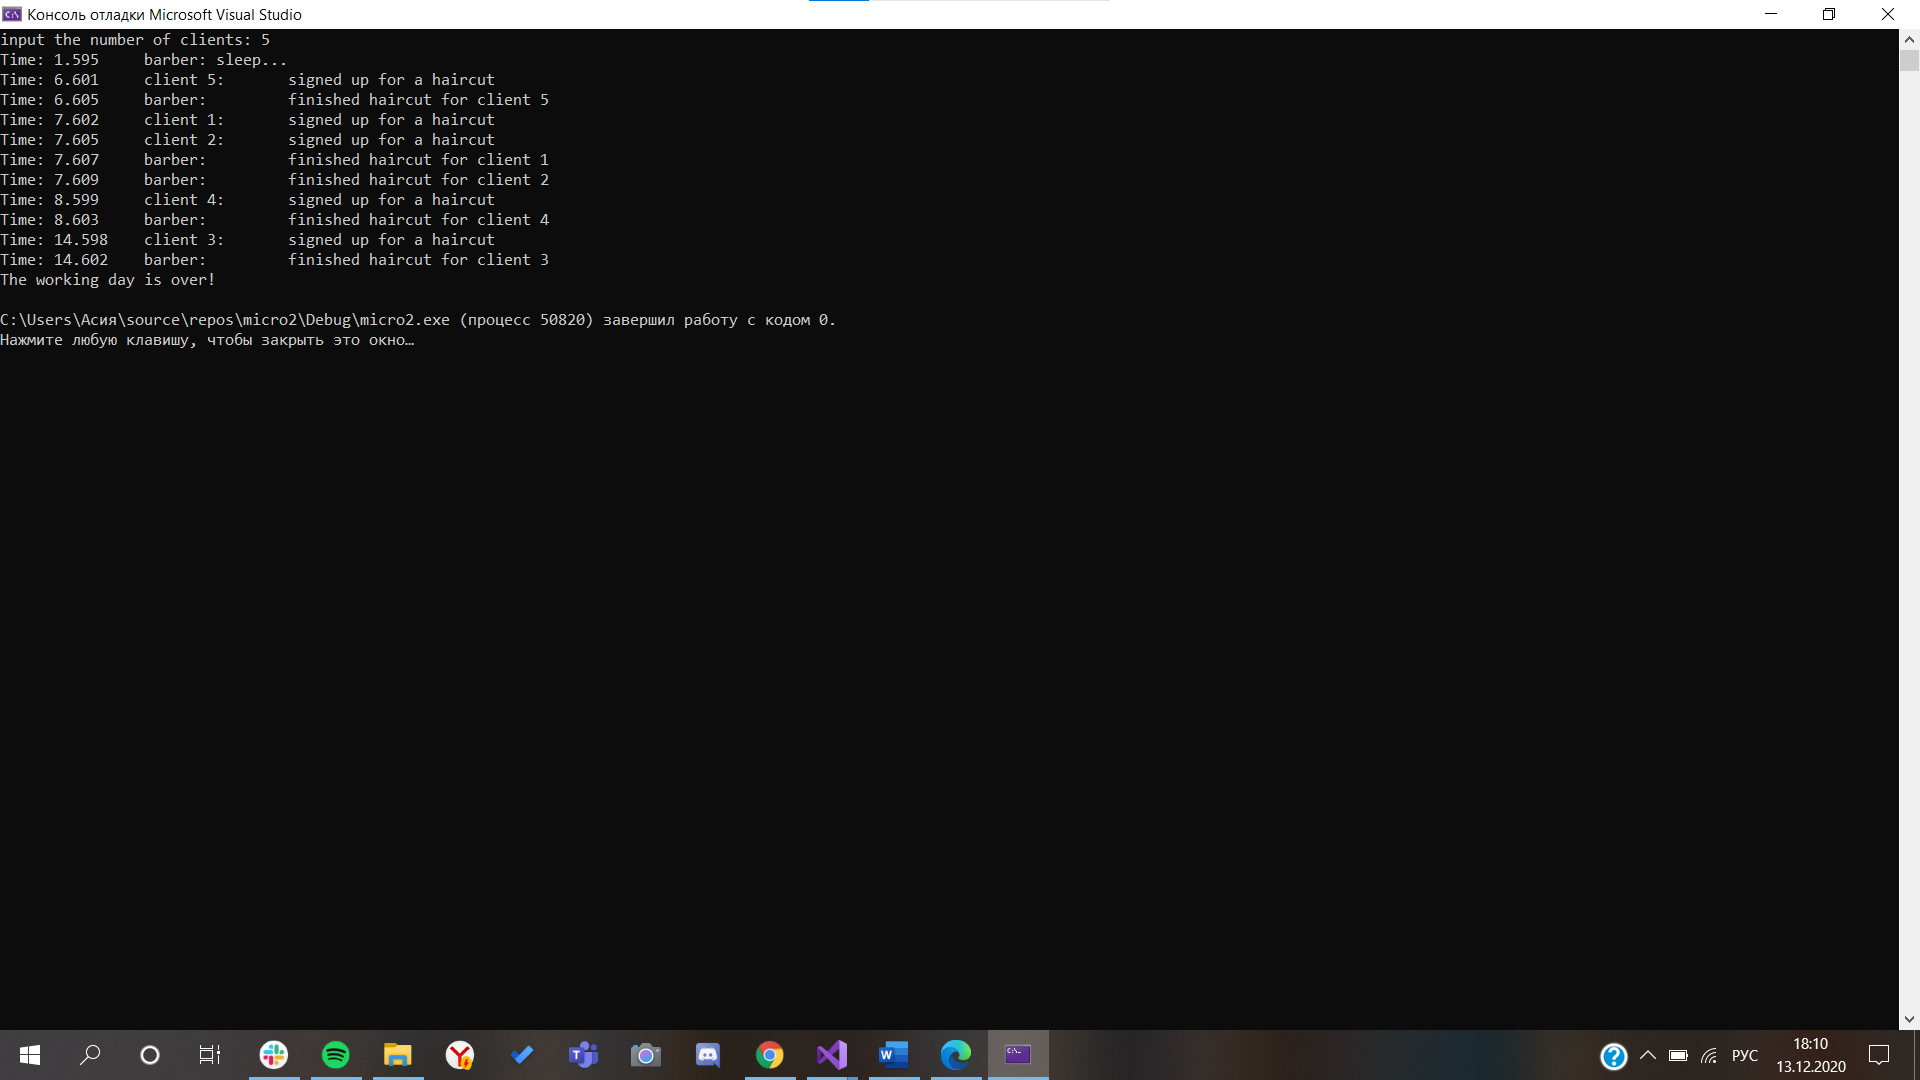 Консоль отладки Microsoft Visual Studio
input the number of clients: 5
Time: 1.595 barber: sleep...
Time: 6.601 client 5: signed up for a haircut
Time: 6.605 barber: finished haircut for client 5
Time: 7.602 client 1: signed up for a haircut
Time: 7.605 client 2: signed up for a haircut
Time: 7.607 barber: finished haircut for client 1
Time: 7.609 barber: finished haircut for client 2
Time: 8.599 client 4: signed up for a haircut
Time: 8.603 barber: finished haircut for client 4
Time: 14.598 client 3: signed up for a haircut
Time: 14.602 barber: finished haircut for client 3
The working day is over!
C:\Users\Асия\source\repos\micro2\Debug\micro2.exe (процесс 50820) завершил работу с кодом 0.
Нажмите любую клавишу, чтобы закрыть это окно…
РУС
18:10
13.12.2020